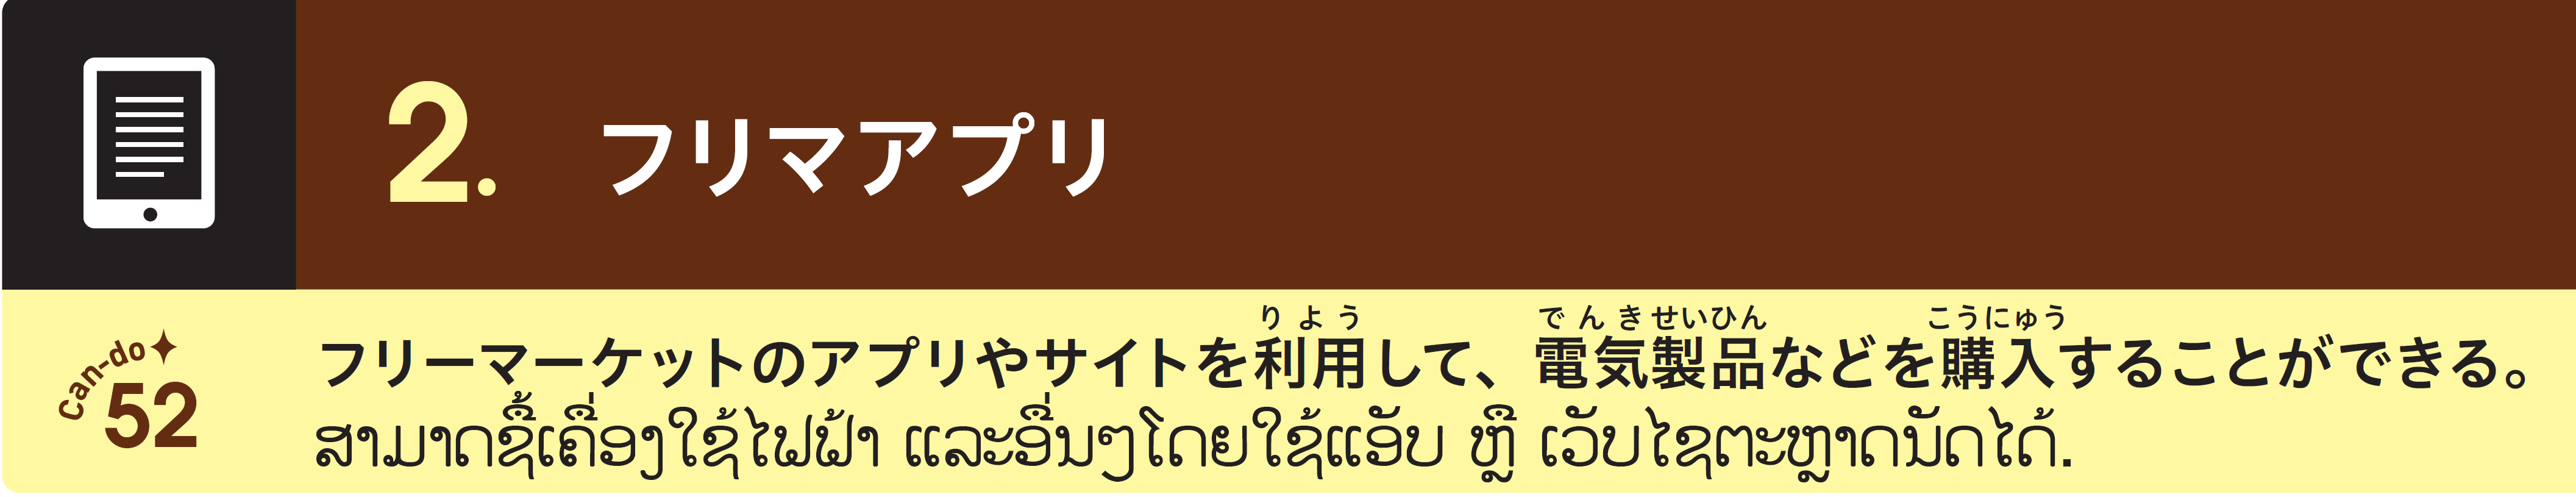 2. フリマアプリ
Can-do 52
りよう でんきせいひん こうにゅう
フリーマーケットのアプリやサイトを利用して、電気製品などを購入することができる。
ສາມາດຊື້ເຄື່ອງໃຊ້ໄຟຟ້າ ແລະອື່ນໆໂດຍໃຊ້ແອັບ ຫຼື ເວັບໄຊຕະຫຼາດນັດໄດ້.